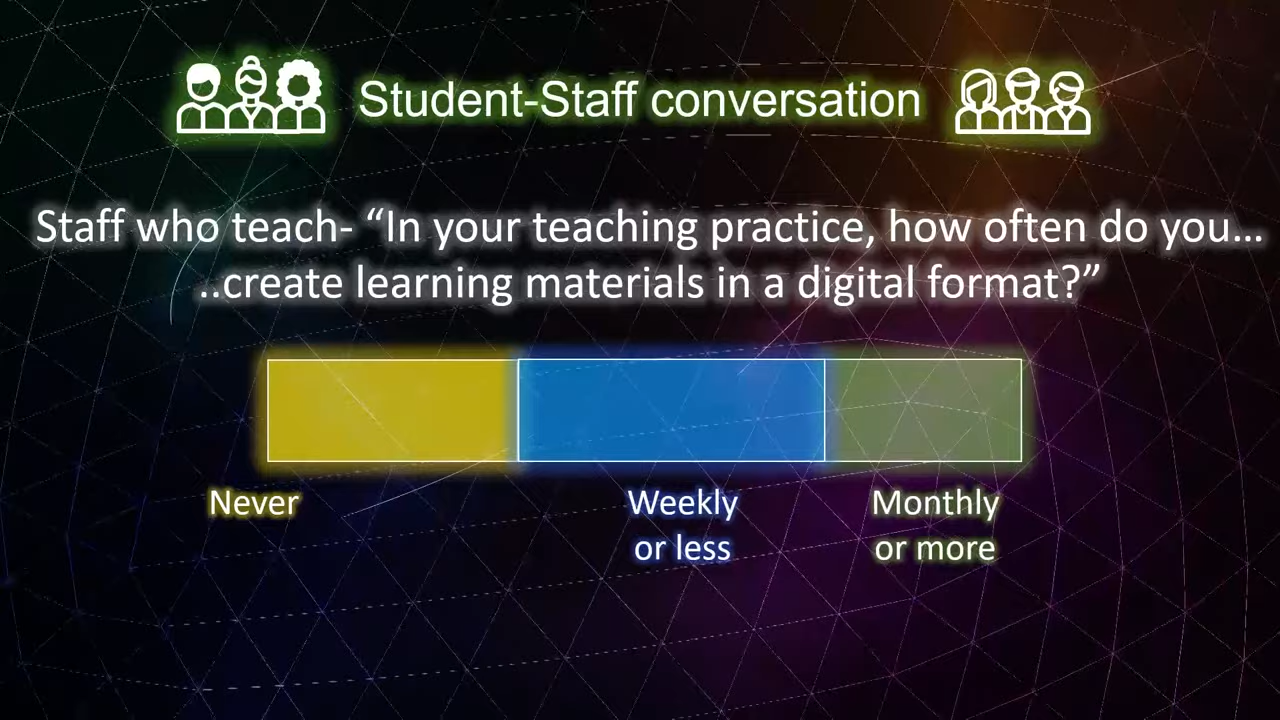 Student-Staff conversation
Staff who teach- “In your teaching practice, how often do you…
..create learning materials in a digital format?”
Never
Weekly
or less
Monthly
or more